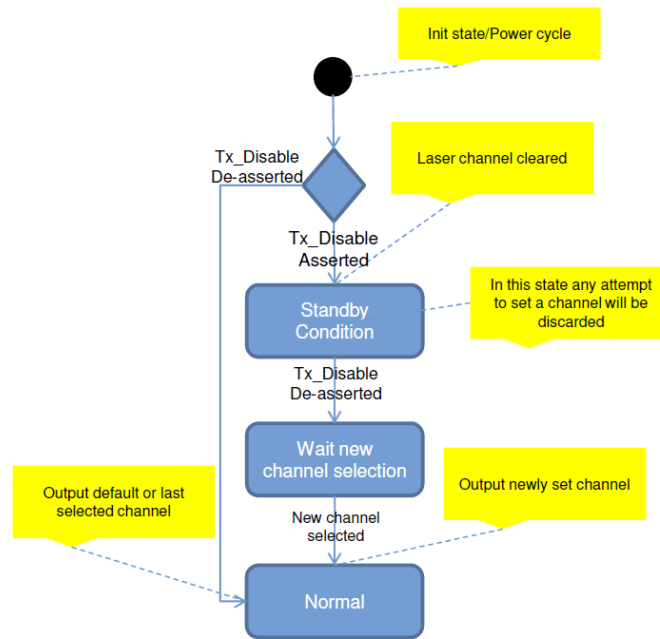 Init state/Power cycle
Tx_Disable
De-asserted
Laser channel cleared
Tx_Disable
Asserted
Standby
Condition
In this state any attempt
to set a channel will be
discarded
Tx_Disable
De-asserted
Wait new
channel selection
Output default or last
selected channel
Output newly set channel
New channel
selected
Normal